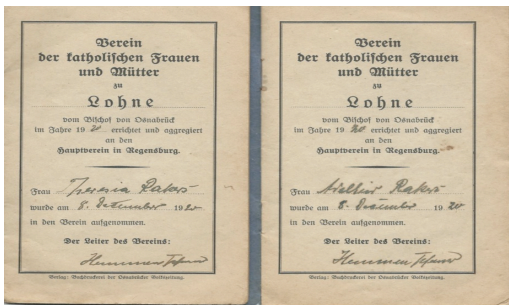 Verein
der katholischen Frauen
und Mütter
zu
Lohne
vom Bischof von Osnabrück
im Jahre 1920 errichtet und aggregiert
an den
Hauptverein in Regensburg.
Frau Theresia Rakers
wurde am 8. Dezember 1920
in den Verein aufgenommen.
Der Leiter des Vereins:
Verlag: Buchdruckerei der Osnabrücker Volkszeitung.
Verein
der katholischen Frauen
und Mütter
zu
Lohne
vom Bischof von Osnabrück
im Jahre 1920 errichtet und aggregiert
an den
Hauptverein in Regensburg.
Frau Rakers
wurde am 8. Dezember 1920
in den Verein aufgenommen.
Der Leiter des Vereins:
Verlag: Buchdruckerei der Osnabrücker Volkszeitung.